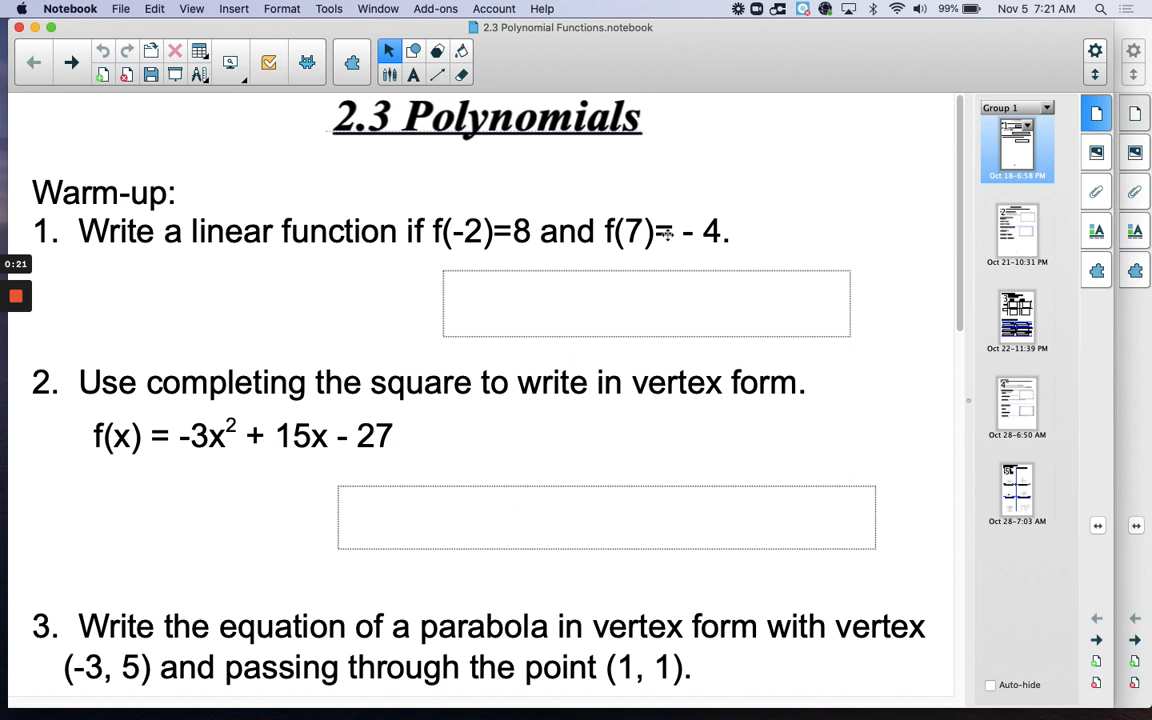 Notebook File Edit View Insert Format Tools Window Add-ons Account Help 99% Nov 5 7:21 AM
2.3 Polynomial Functions.notebook
Group 1
2.3 Polynomials
Oct 18-6:58 PM
Warm-up:
1. Write a linear function if f(-2)=8 and f(7)= - 4.
0:21
Oct 21-10:31 PM
Oct 22-11:39 PM
2. Use completing the square to write in vertex form.
f(x) = -3x² + 15x - 27
Oct 28-6:50 AM
Oct 28-7:03 AM
3. Write the equation of a parabola in vertex form with vertex
(-3, 5) and passing through the point (1, 1).
Auto-hide